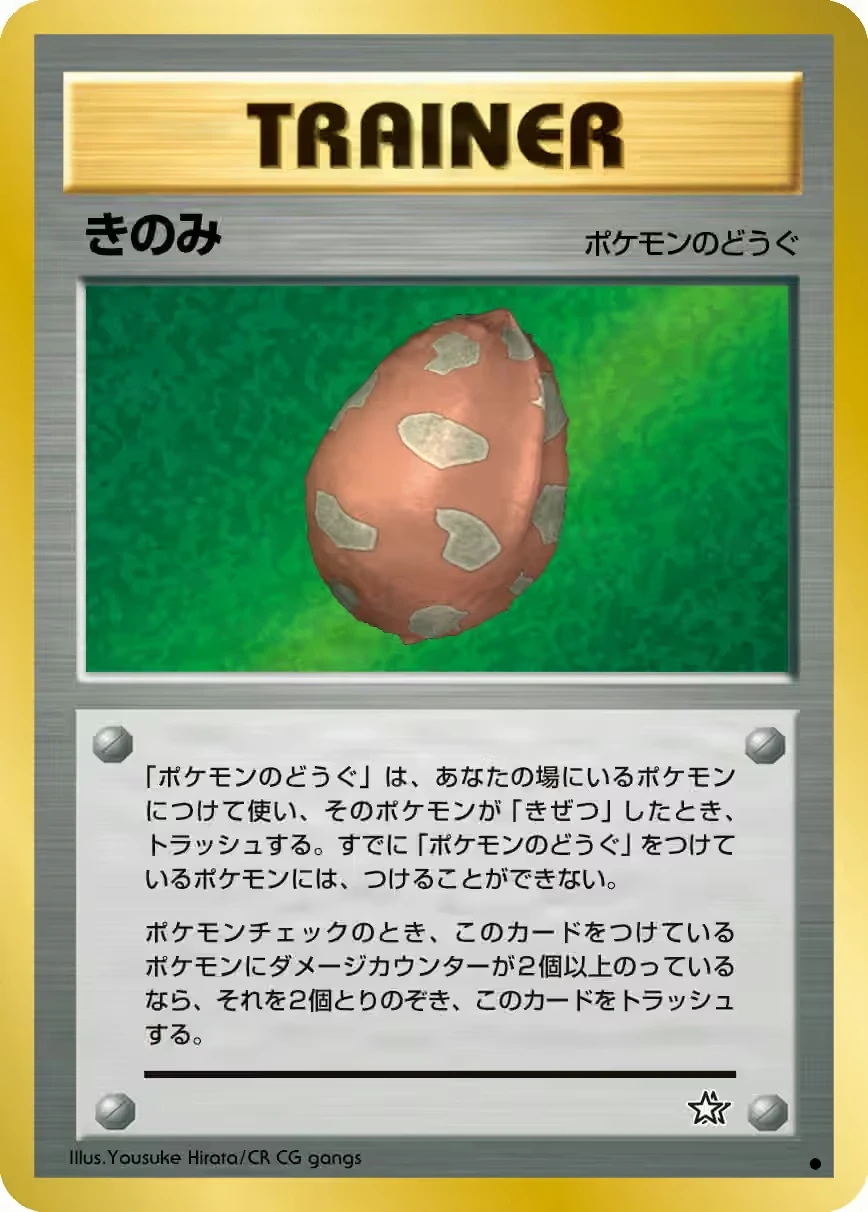 TRAINER
きのみ
ポケモンのどうぐ
「ポケモンのどうぐ」は、あなたの場にいるポケモン
につけて使い、そのポケモンが「きぜつ」したとき、
トラッシュする。すでに「ポケモンのどうぐ」をつけて
いるポケモンには、つけることができない。
ポケモンチェックのとき、このカードをつけている
ポケモンにダメージカウンターが2個以上のっている
なら、それを2個とりのぞき、このカードをトラッシュ
する。
Illus.Yousuke Hirata/CR CG gangs